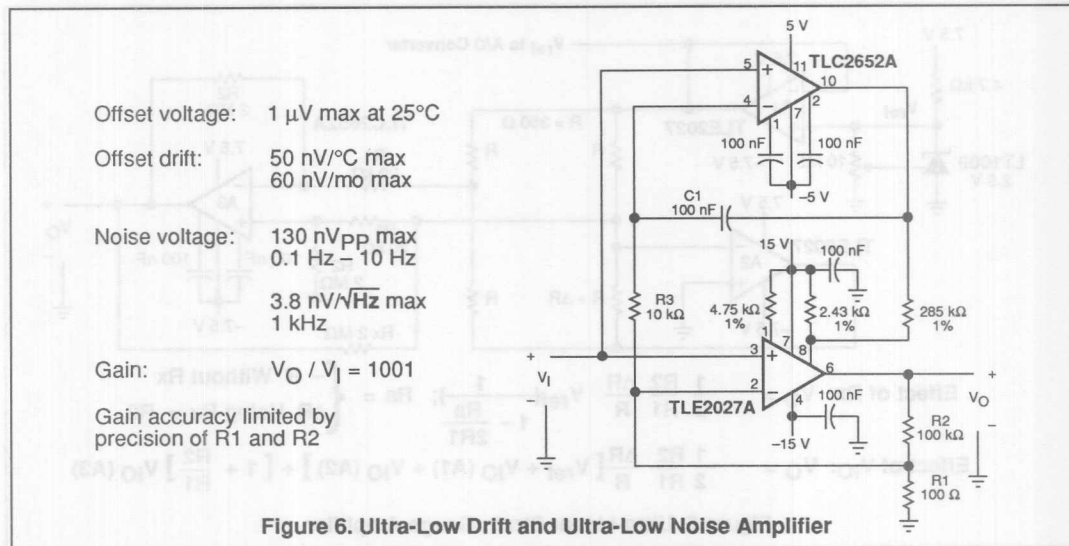 Offset voltage: 1 μV max at 25°C
Offset drift: 50 nV/°C max
60 nV/mo max
Noise voltage: 130 nVPP max
0.1 Hz – 10 Hz
3.8 nV/√Hz max
1 kHz
Gain: VO / VI = 1001
Gain accuracy limited by
precision of R1 and R2
5 V
TLC2652A
5
+
11
10
4
–
2
1
7
100 nF
100 nF
–5 V
C1
100 nF
15 V
100 nF
R3
10 kΩ
4.75 kΩ
1%
2.43 kΩ
1%
285 kΩ
1%
1
7
8
3
+
6
2
–
4
TLE2027A
100 nF
–15 V
+
VI
–
+
VO
–
R2
100 kΩ
R1
100 Ω
Figure 6. Ultra-Low Drift and Ultra-Low Noise Amplifier